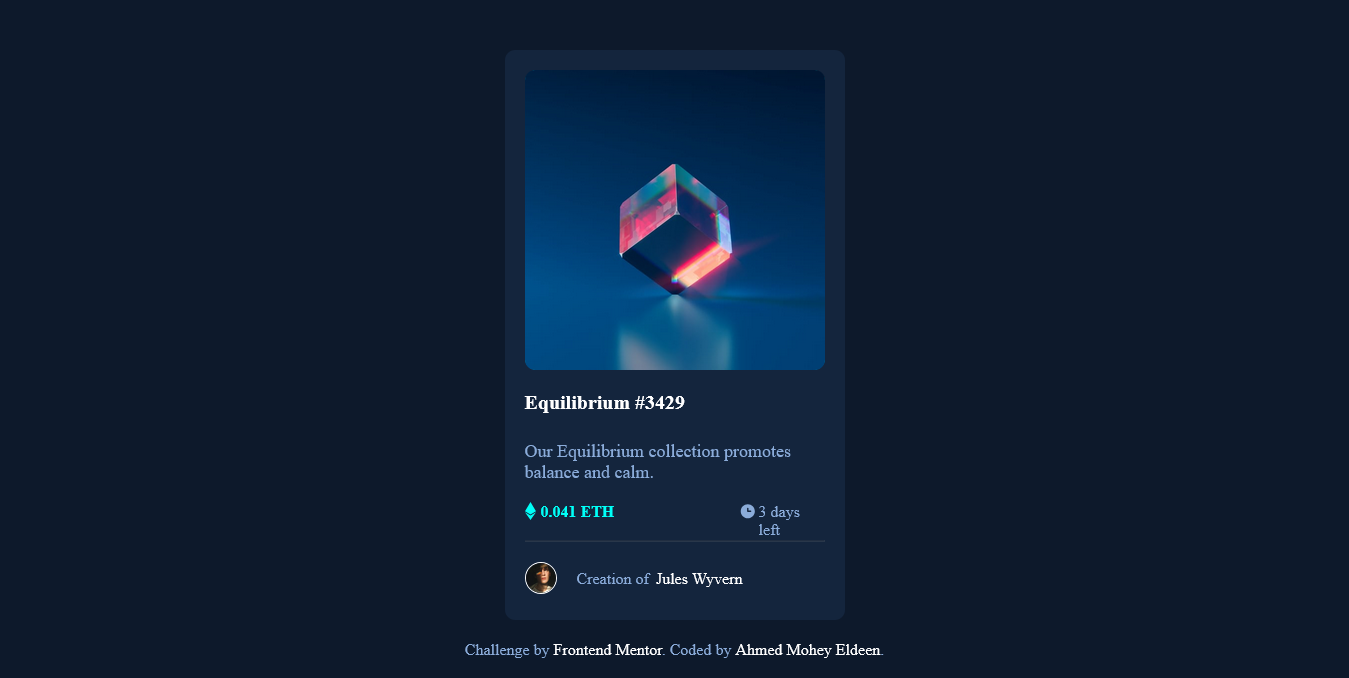 Equilibrium #3429
Our Equilibrium collection promotes
balance and calm.
0.041 ETH
3 days
left
Creation of Jules Wyvern
Challenge by Frontend Mentor. Coded by Ahmed Mohey Eldeen.